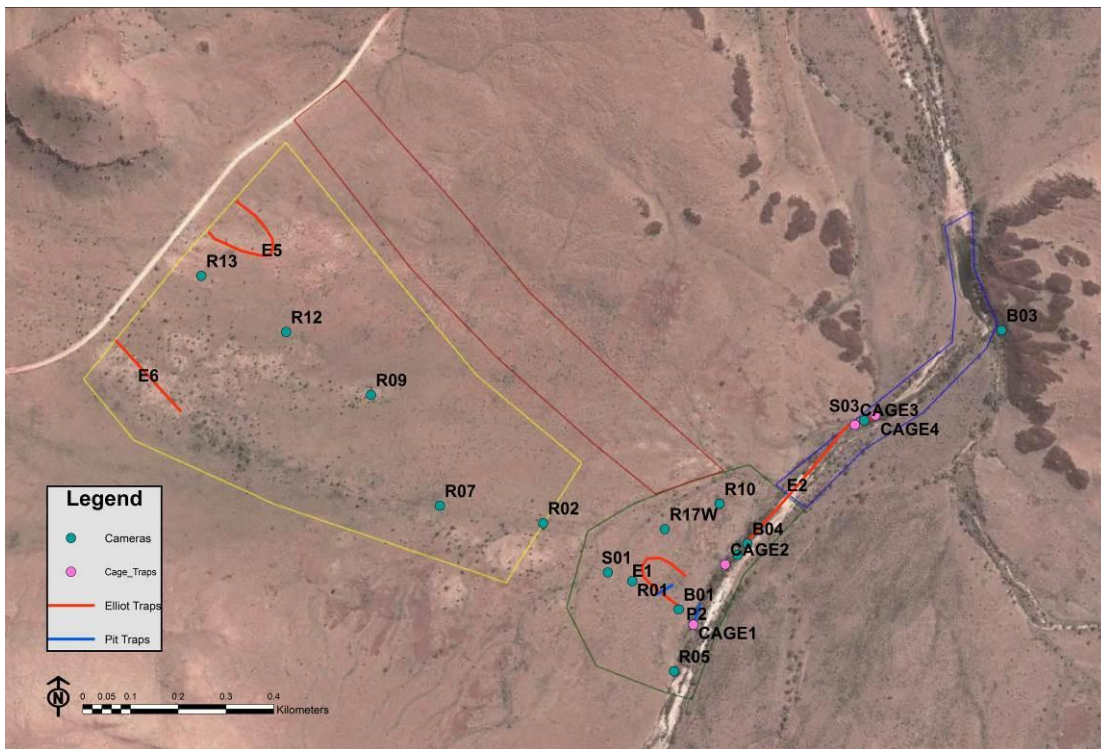 E5
R13
R12
B03
E6
R09
S03
CAGE3
CAGE4
E2
R07
R02
R10
R17W
B04
CAGE2
S01
E1
R01
B01
P2
CAGE1
R05
Legend
Cameras
Cage_Traps
Elliot Traps
Pit Traps
N
0 0.05 0.1 0.2 0.3 0.4
Kilometers